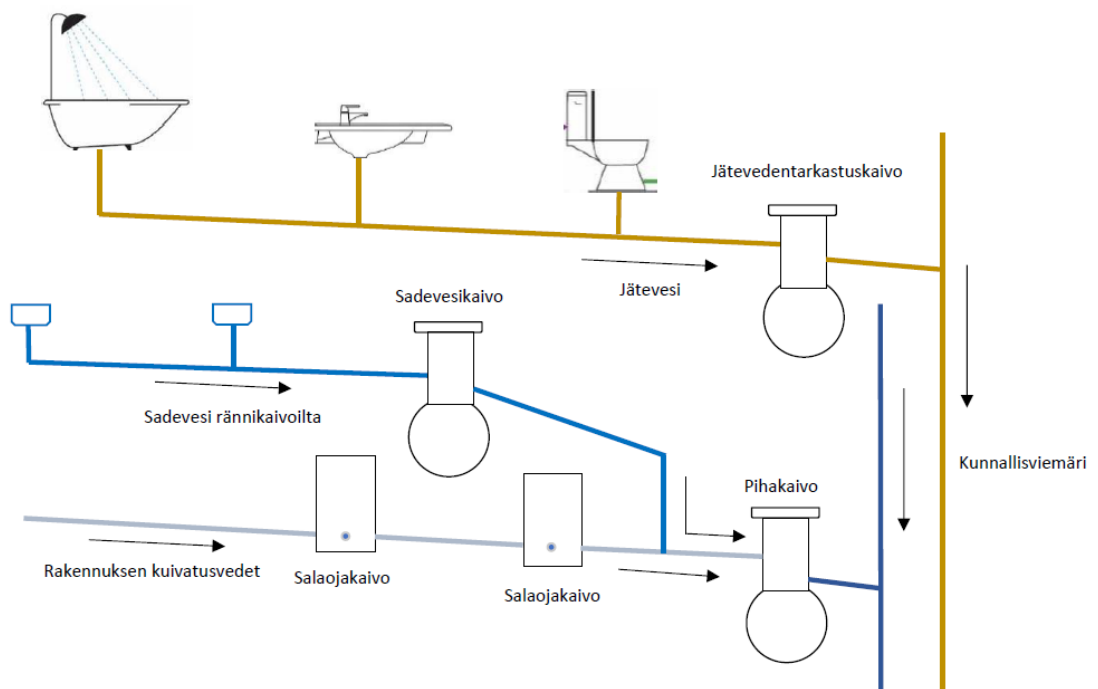 Jätevedentarkastuskaivo
Jätevesi
Sadevesikaivo
Sadevesi rännikaivoilta
Kunnallisviemäri
Pihakaivo
Rakennuksen kuivatusvedet
Salaojakaivo
Salaojakaivo